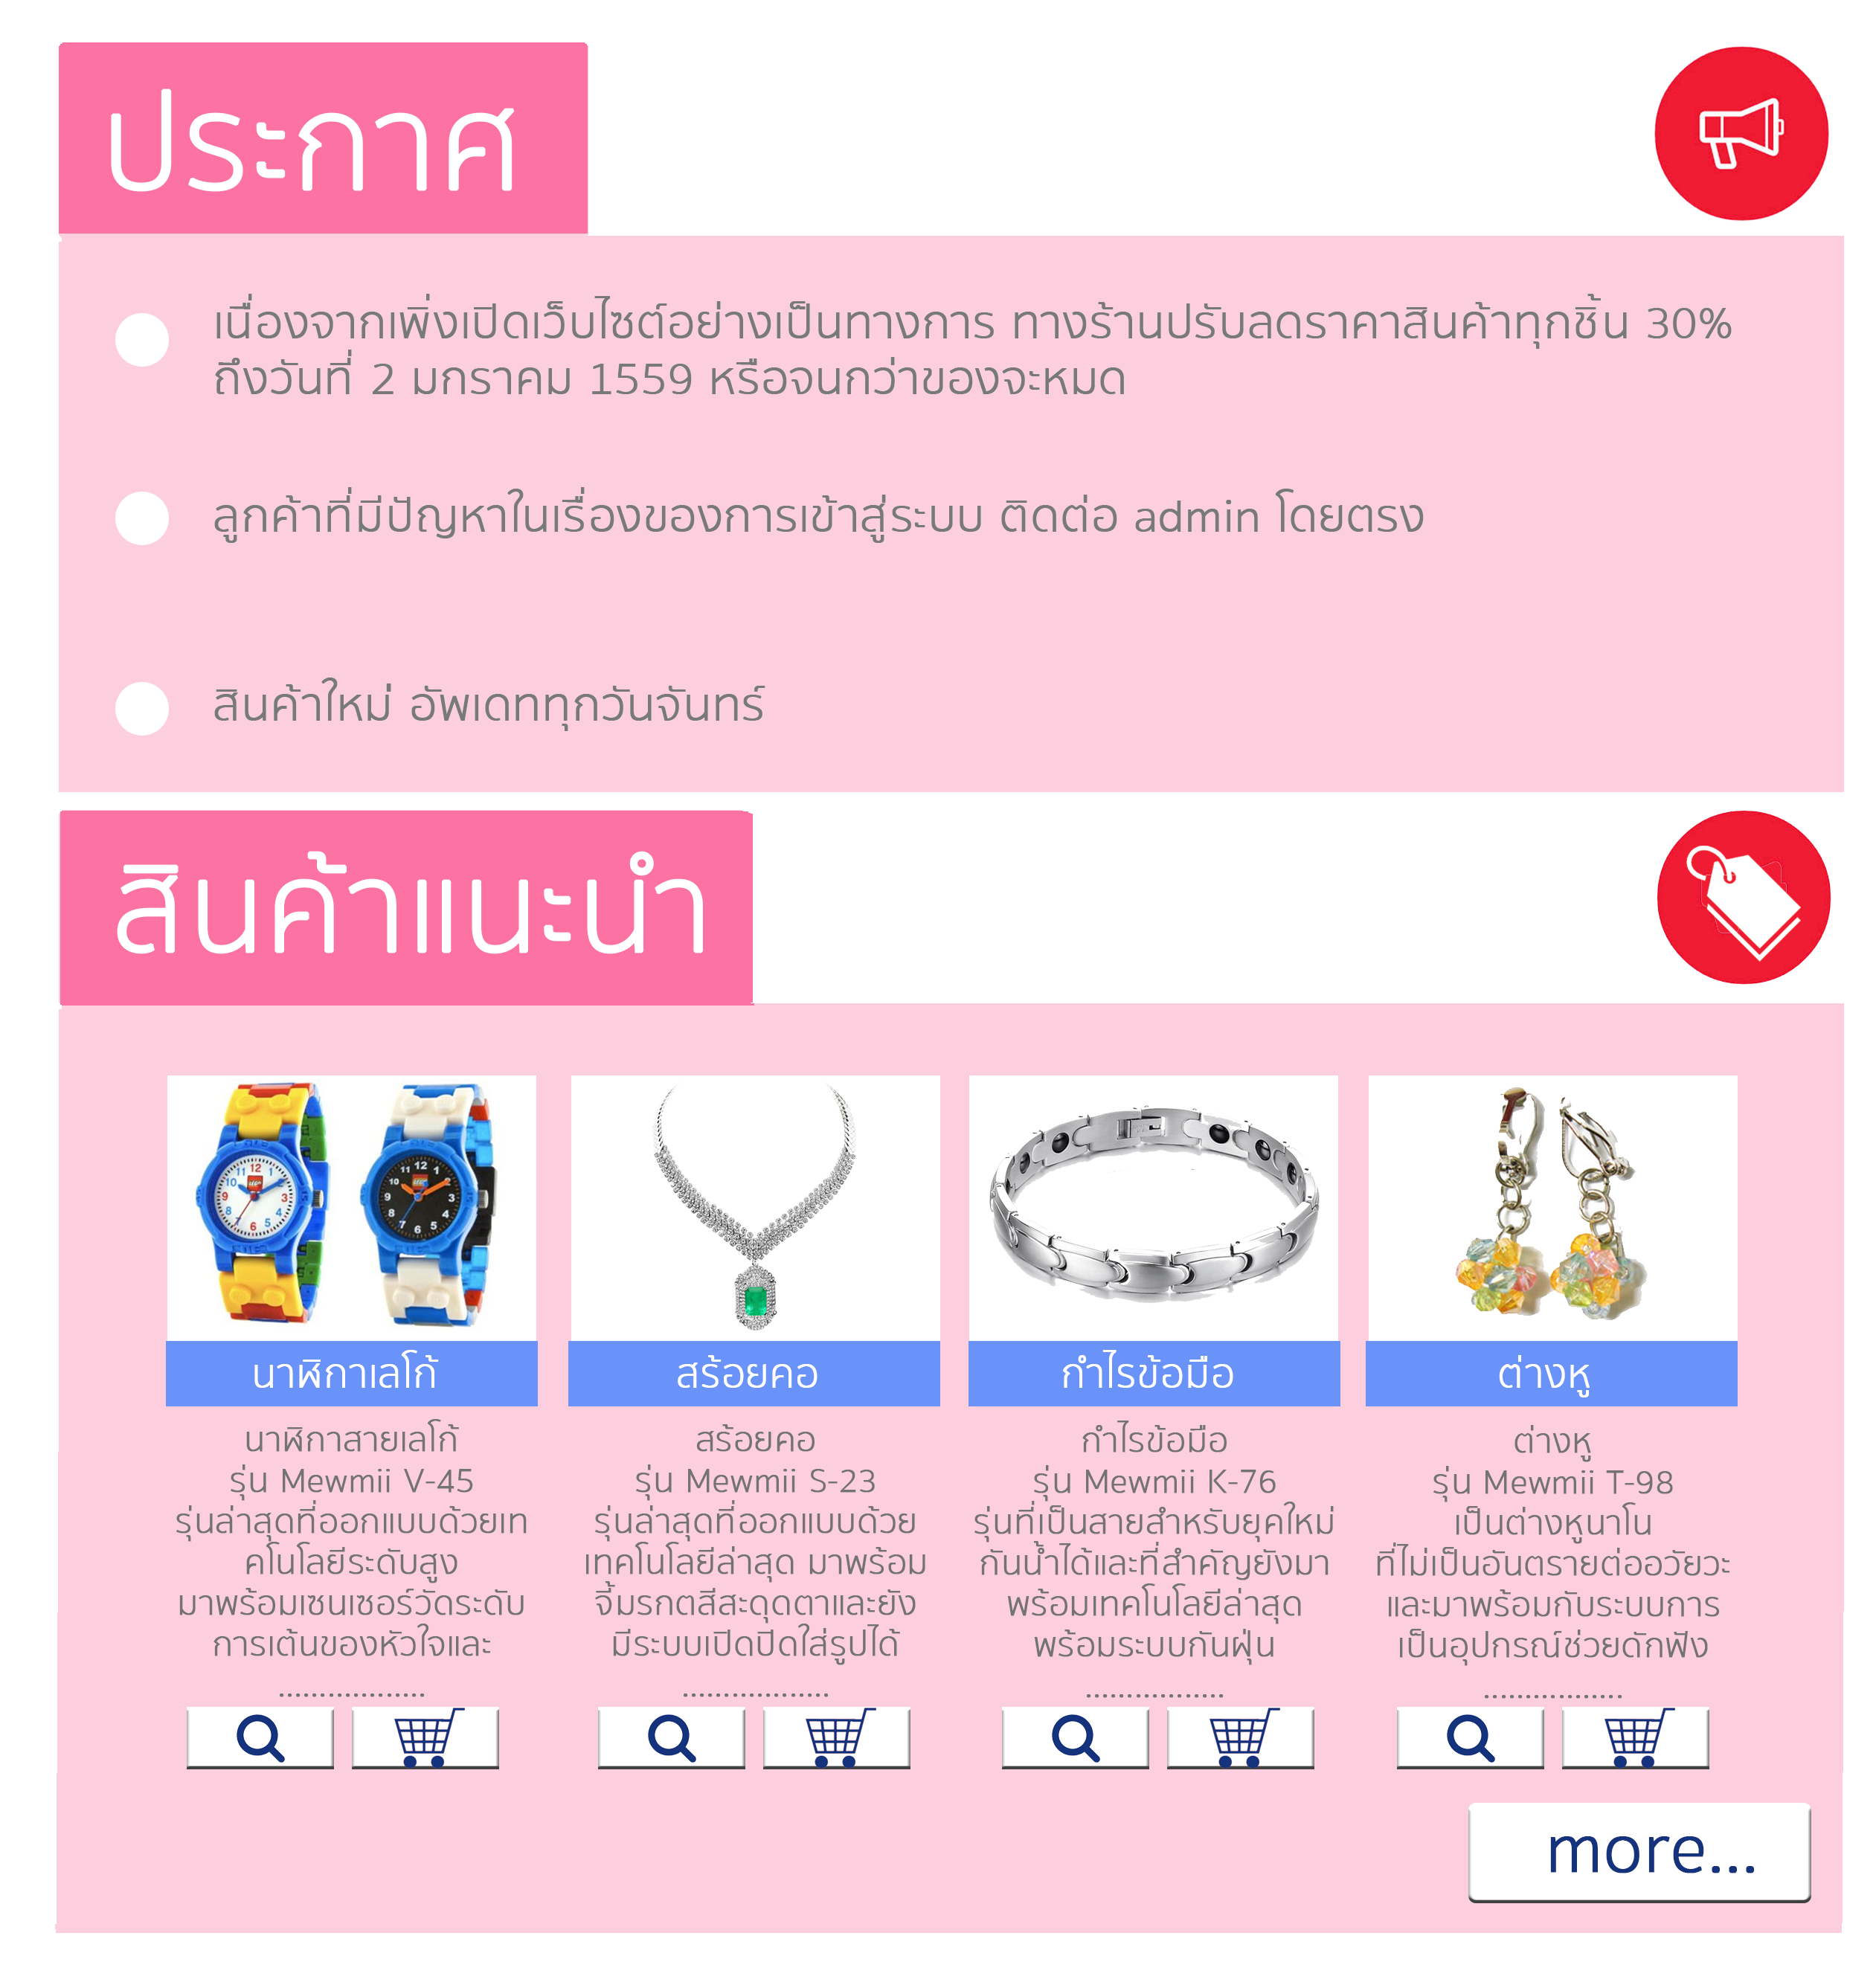 ประกาศ
เนื่องจากเพิ่งเปิดเว็บไซต์อย่างเป็นทางการ ทางร้านปรับลดราคาสินค้าทุกชิ้น 30%
ถึงวันที่ 2 มกราคม 1559 หรือจนกว่าของจะหมด
ลูกค้าที่มีปัญหาในเรื่องของการเข้าสู่ระบบ ติดต่อ admin โดยตรง
สินค้าใหม่ อัพเดททุกวันจันทร์
สินค้าแนะนำ
นาฬิกาเลโก้
นาฬิกาสายเลโก้
รุ่น Mewmii V-45
รุ่นล่าสุดที่ออกแบบด้วยเท
คโนโลยีระดับสูง
มาพร้อมเซนเซอร์วัดระดับ
การเต้นของหัวใจและ
..................
สร้อยคอ
สร้อยคอ
รุ่น Mewmii S-23
รุ่นล่าสุดที่ออกแบบด้วย
เทคโนโลยีล่าสุด มาพร้อม
จี้มรกตสีสะดุดตาและยัง
มีระบบเปิดปิดใส่รูปได้
..................
กำไรข้อมือ
กำไรข้อมือ
รุ่น Mewmii K-76
รุ่นที่เป็นสายสำหรับยุคใหม่
กันน้ำได้และที่สำคัญยังมา
พร้อมเทคโนโลยีล่าสุด
พร้อมระบบกันฝุ่น
.................
ต่างหู
ต่างหู
รุ่น Mewmii T-98
เป็นต่างหูนาโน
ที่ไม่เป็นอันตรายต่ออวัยวะ
และมาพร้อมกับระบบการ
เป็นอุปกรณ์ช่วยดักฟัง
.................
more...